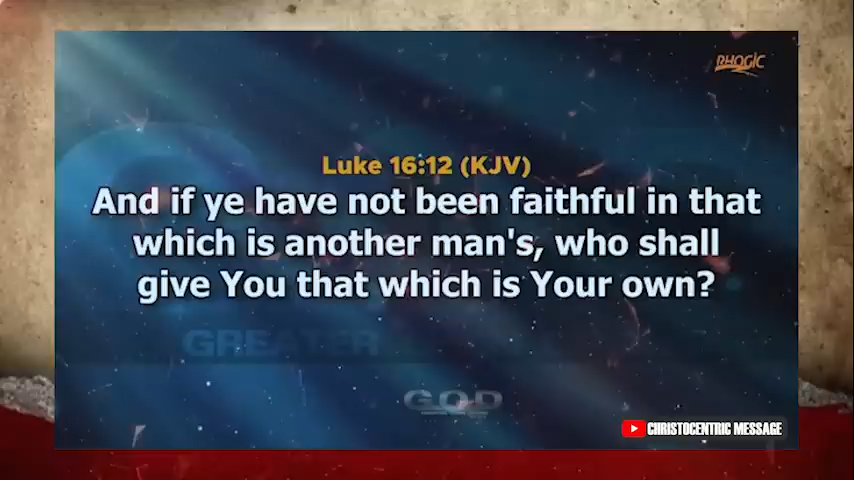 RHOGIC
Luke 16:12 (KJV)
And if ye have not been faithful in that
which is another man's, who shall
give You that which is Your own?
GREATER
GOD
CHRISTOCENTRIC MESSAGE